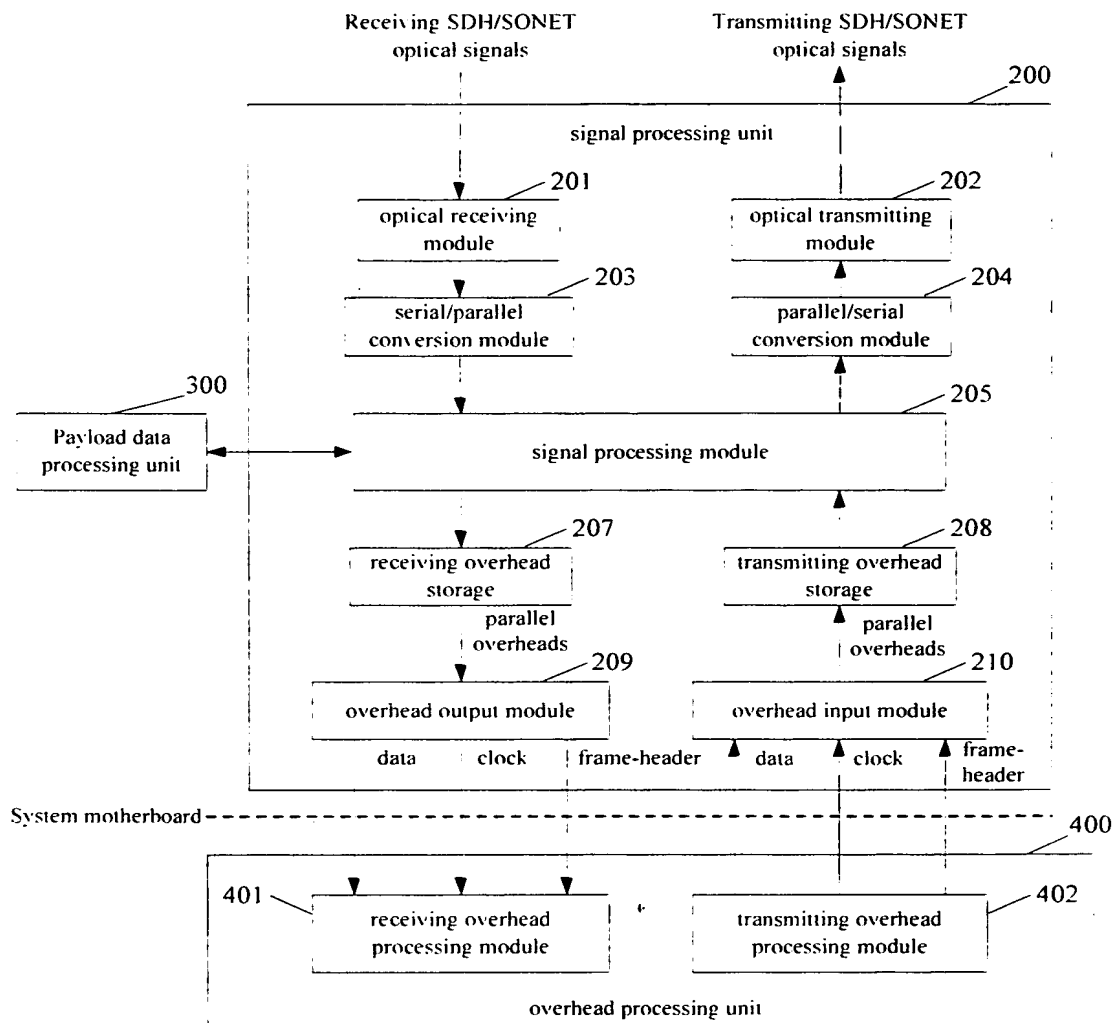 Receiving SDH/SONET
optical signals
Transmitting SDH/SONET
optical signals
200
signal processing unit
201
optical receiving
module
202
optical transmitting
module
203
serial/parallel
conversion module
204
parallel/serial
conversion module
300
Payload data
processing unit
205
signal processing module
207
receiving overhead
storage
208
transmitting overhead
storage
parallel
overheads
parallel
overheads
209
overhead output module
210
overhead input module
data
clock
frame-header
data
clock
frame-
header
System motherboard
400
401
receiving overhead
processing module
402
transmitting overhead
processing module
overhead processing unit